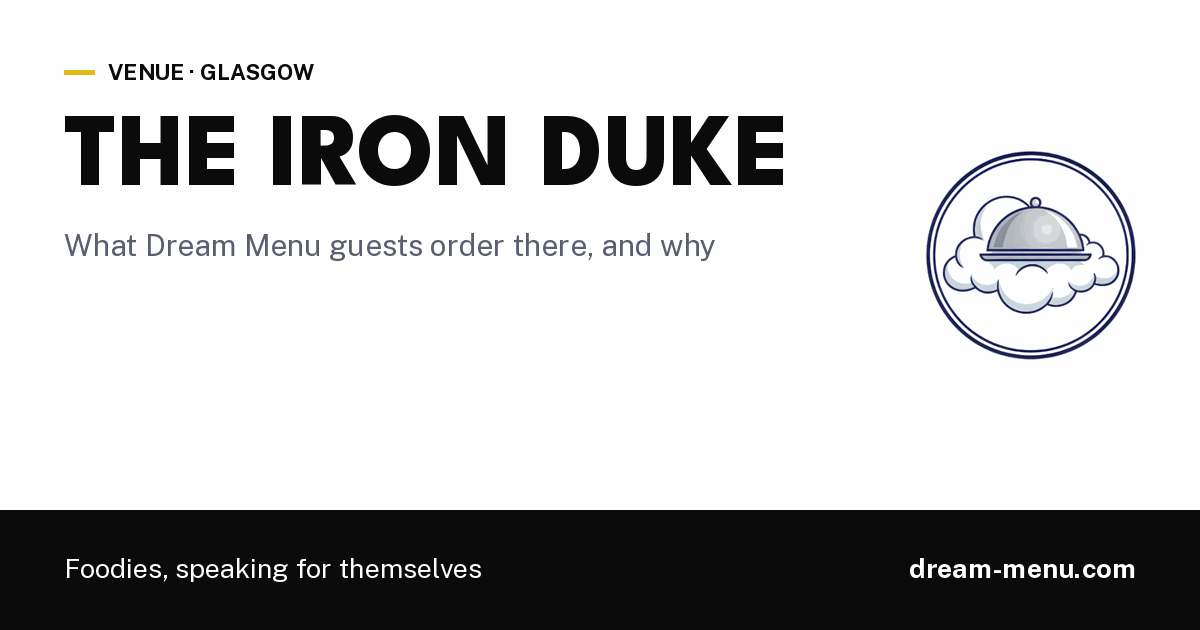 VENUE · GLASGOW
THE IRON DUKE
What Dream Menu guests order there, and why
Foodies, speaking for themselves
dream-menu.com